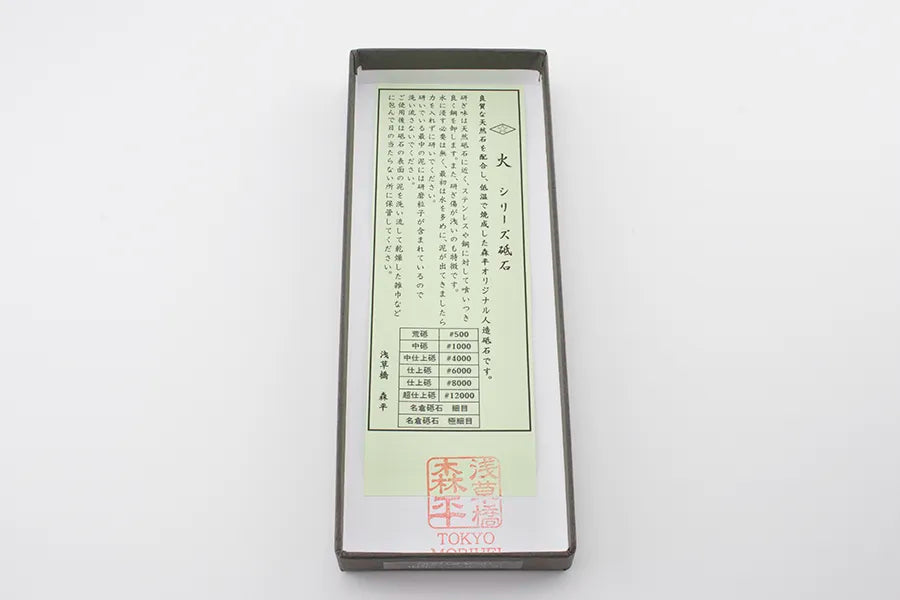 火 シリーズ砥石
良質な天然石を配合し、低温で焼成した森平オリジナル人造砥石です。
研ぎ味は天然砥石に近く、ステンレスや鋼に対して喰いつき
良く鋼を卸します。また、研ぎ傷が浅いのも特徴です。
水に浸す必要は無く、最初は水を多めに、泥が出てきましたら
力を入れずに研いでください。
研いでいる最中の泥には研磨粒子が含まれているので
洗い流さないでください。
ご使用後は砥石の表面の泥を洗い流して乾燥した雑巾など
に包んで日の当たらない所に保管してください。
荒砥 #500
中砥 #1000
中仕上砥 #4000
仕上砥 #6000
仕上砥 #8000
超仕上砥 #12000
名倉砥石 細目
名倉砥石 極細目
浅草橋 森平
浅草橋
森平
TOKYO
MORIHEI